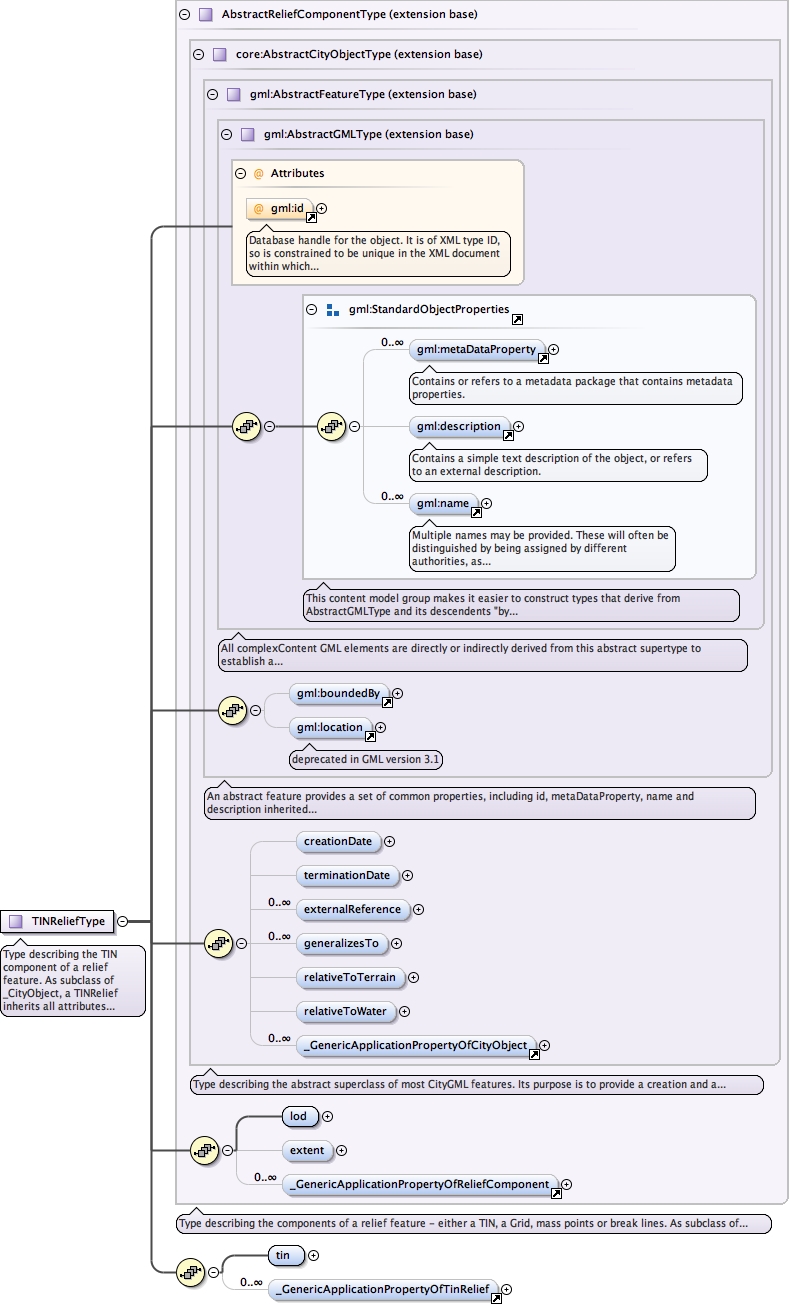 AbstractReliefComponentType (extension base)
core:AbstractCityObjectType (extension base)
gml:AbstractFeatureType (extension base)
gml:AbstractGMLType (extension base)
@ Attributes
@ gml:id
Database handle for the object. It is of XML type ID,
so is constrained to be unique in the XML document
within which...
gml:StandardObjectProperties
0..∞
gml:metaDataProperty
Contains or refers to a metadata package that contains metadata
properties.
gml:description
Contains a simple text description of the object, or refers
to an external description.
0..∞
gml:name
Multiple names may be provided. These will often be
distinguished by being assigned by different
authorities, as...
This content model group makes it easier to construct types that derive from
AbstractGMLType and its descendents "by...
All complexContent GML elements are directly or indirectly derived from this abstract supertype to
establish a...
gml:boundedBy
gml:location
deprecated in GML version 3.1
An abstract feature provides a set of common properties, including id, metaDataProperty, name and
description inherited...
creationDate
terminationDate
0..∞
externalReference
0..∞
generalizesTo
relativeToTerrain
relativeToWater
0..∞
_GenericApplicationPropertyOfCityObject
TINReliefType
Type describing the TIN
component of a relief
feature. As subclass of
_CityObject, a TINRelief
inherits all attributes...
Type describing the abstract superclass of most CityGML features. Its purpose is to provide a creation and a...
lod
extent
0..∞
_GenericApplicationPropertyOfReliefComponent
Type describing the components of a relief feature - either a TIN, a Grid, mass points or break lines. As subclass of...
tin
0..∞
_GenericApplicationPropertyOfTinRelief